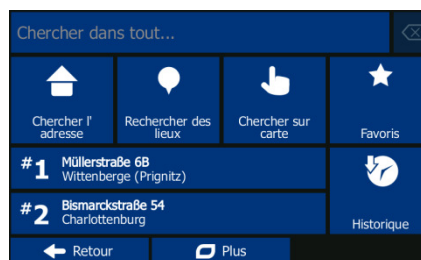 Chercher dans tout...
Chercher l'
adresse
Rechercher des
lieux
Chercher sur
carte
Favoris
#1 Müllerstraße 6B
Wittenberge (Prignitz)
#2 Bismarckstraße 54
Charlottenburg
Historique
Retour
Plus